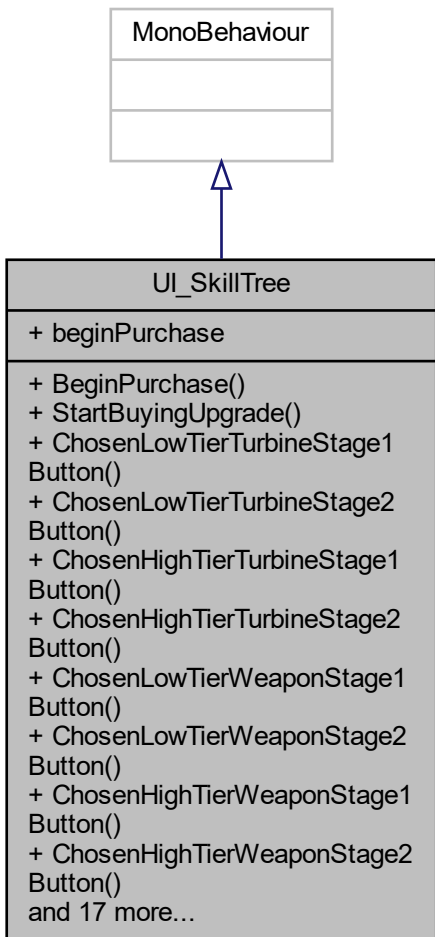 MonoBehaviour
UI_SkillTree
+ beginPurchase
+ BeginPurchase()
+ StartBuyingUpgrade()
+ ChosenLowTierTurbineStage1
Button()
+ ChosenLowTierTurbineStage2
Button()
+ ChosenHighTierTurbineStage1
Button()
+ ChosenHighTierTurbineStage2
Button()
+ ChosenLowTierWeaponStage1
Button()
+ ChosenLowTierWeaponStage2
Button()
+ ChosenHighTierWeaponStage1
Button()
+ ChosenHighTierWeaponStage2
Button()
and 17 more...